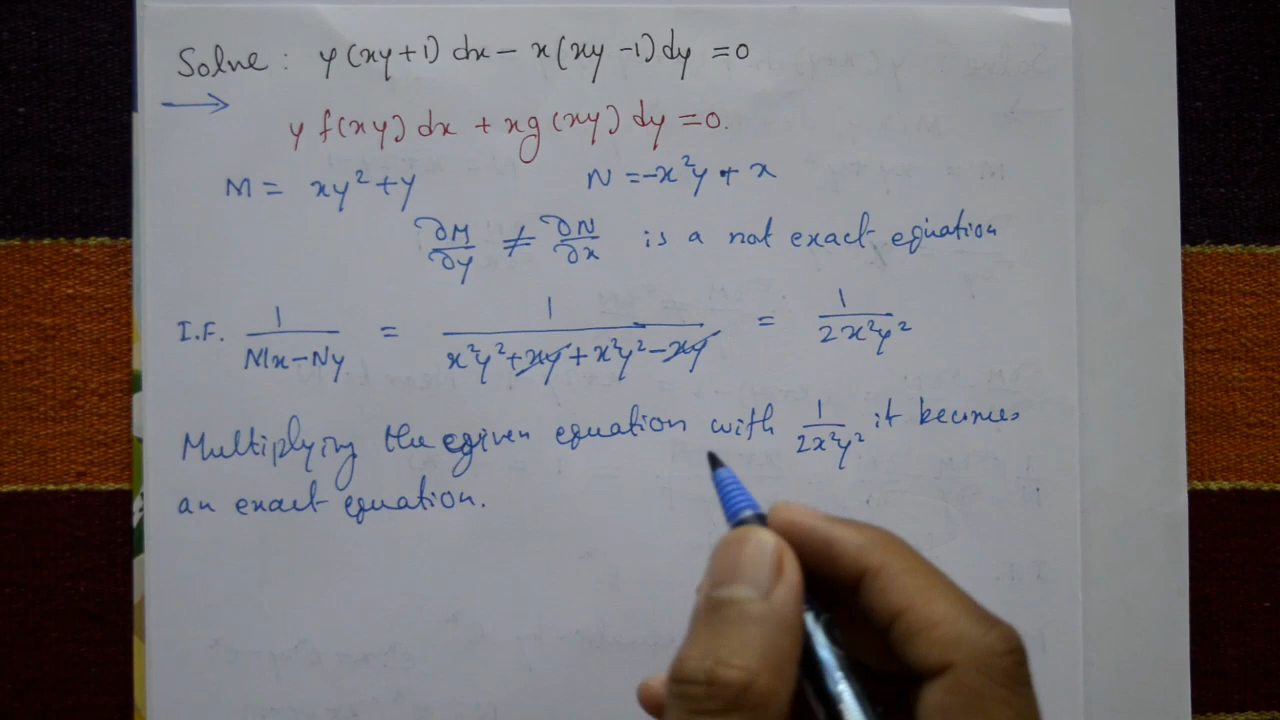 Solve : y(xy+1) dx − x(xy −1) dy = 0
y f(xy) dx + xg(xy) dy = 0.
M = xy² + y N = −x²y + x
∂M/∂y ≠ ∂N/∂x is a not exact equation
I.F. 1/(Mx−Ny) = 1/(x²y²+xy+x²y²−xy) = 1/(2x²y²)
Multiplying the given equation with 1/(2x²y²) it becomes
an exact equation.